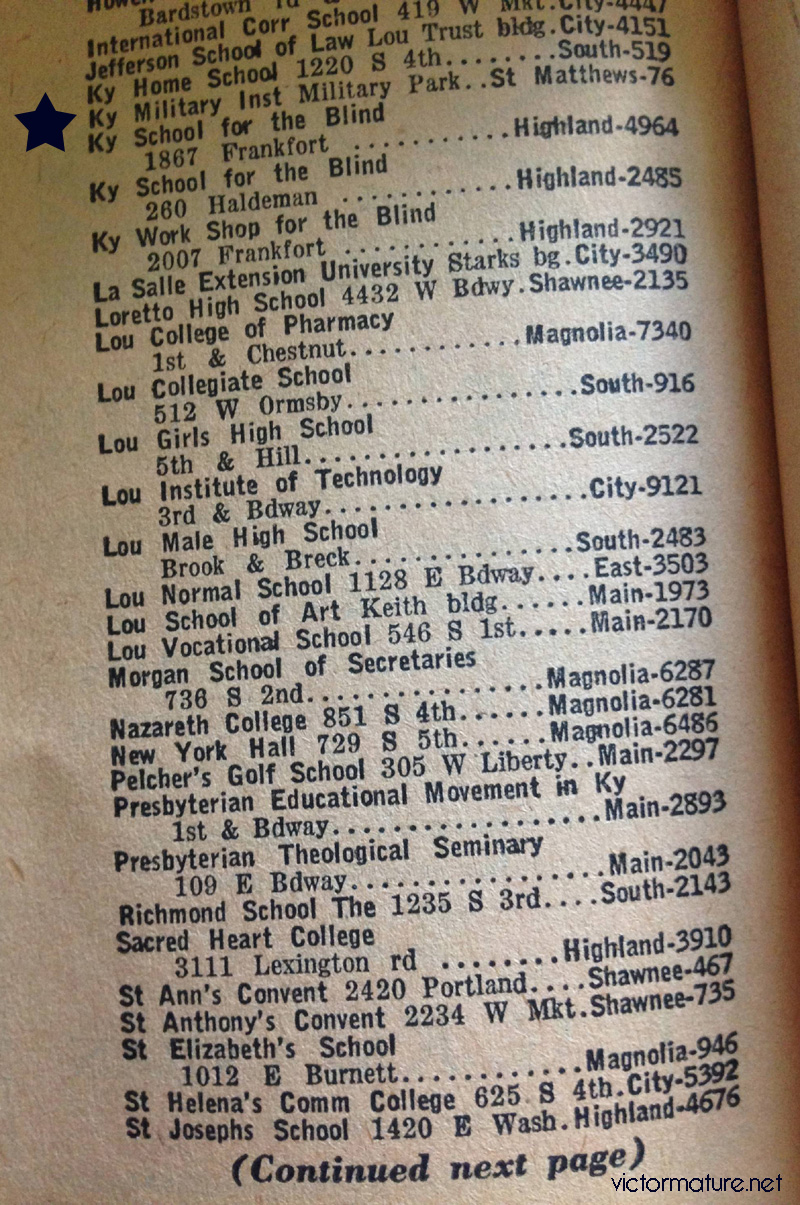 Bardstown rd &
International Corr School 419 W Mkt.City-4447
Jefferson School of Law Lou Trust bldg.City-4151
Ky Home School 1220 S 4th........South-519
Ky Military Inst Military Park..St Matthews-76
Ky School for the Blind
1867 Frankfort ...........Highland-4964
Ky School for the Blind
260 Haldeman ............Highland-2485
Ky Work Shop for the Blind
2007 Frankfort ............Highland-2921
La Salle Extension University Starks bg.City-3490
Loretto High School 4432 W Bdwy.Shawnee-2135
Lou College of Pharmacy
1st & Chestnut............Magnolia-7340
Lou Collegiate School
512 W Ormsby................South-916
Lou Girls High School
5th & Hill..................South-2522
Lou Institute of Technology
3rd & Bdway..................City-9121
Lou Male High School
Brook & Breck...............South-2483
Lou Normal School 1128 E Bdway....East-3503
Lou School of Art Keith bldg......Main-1973
Lou Vocational School 546 S 1st.....Main-2170
Morgan School of Secretaries
736 S 2nd................Magnolia-6287
Nazareth College 851 S 4th......Magnolia-6281
New York Hall 729 S 5th......Magnolia-6486
Pelcher's Golf School 305 W Liberty..Main-2297
Presbyterian Educational Movement in Ky
1st & Bdway..................Main-2893
Presbyterian Theological Seminary
109 E Bdway.................Main-2043
Richmond School The 1235 S 3rd....South-2143
Sacred Heart College
3111 Lexington rd ........Highland-3910
St Ann's Convent 2420 Portland....Shawnee-467
St Anthony's Convent 2234 W Mkt.Shawnee-735
St Elizabeth's School
1012 E Burnett............Magnolia-946
St Helena's Comm College 625 S 4th.City-5392
St Josephs School 1420 E Wash.Highland-4676
(Continued next page)
victormature.net